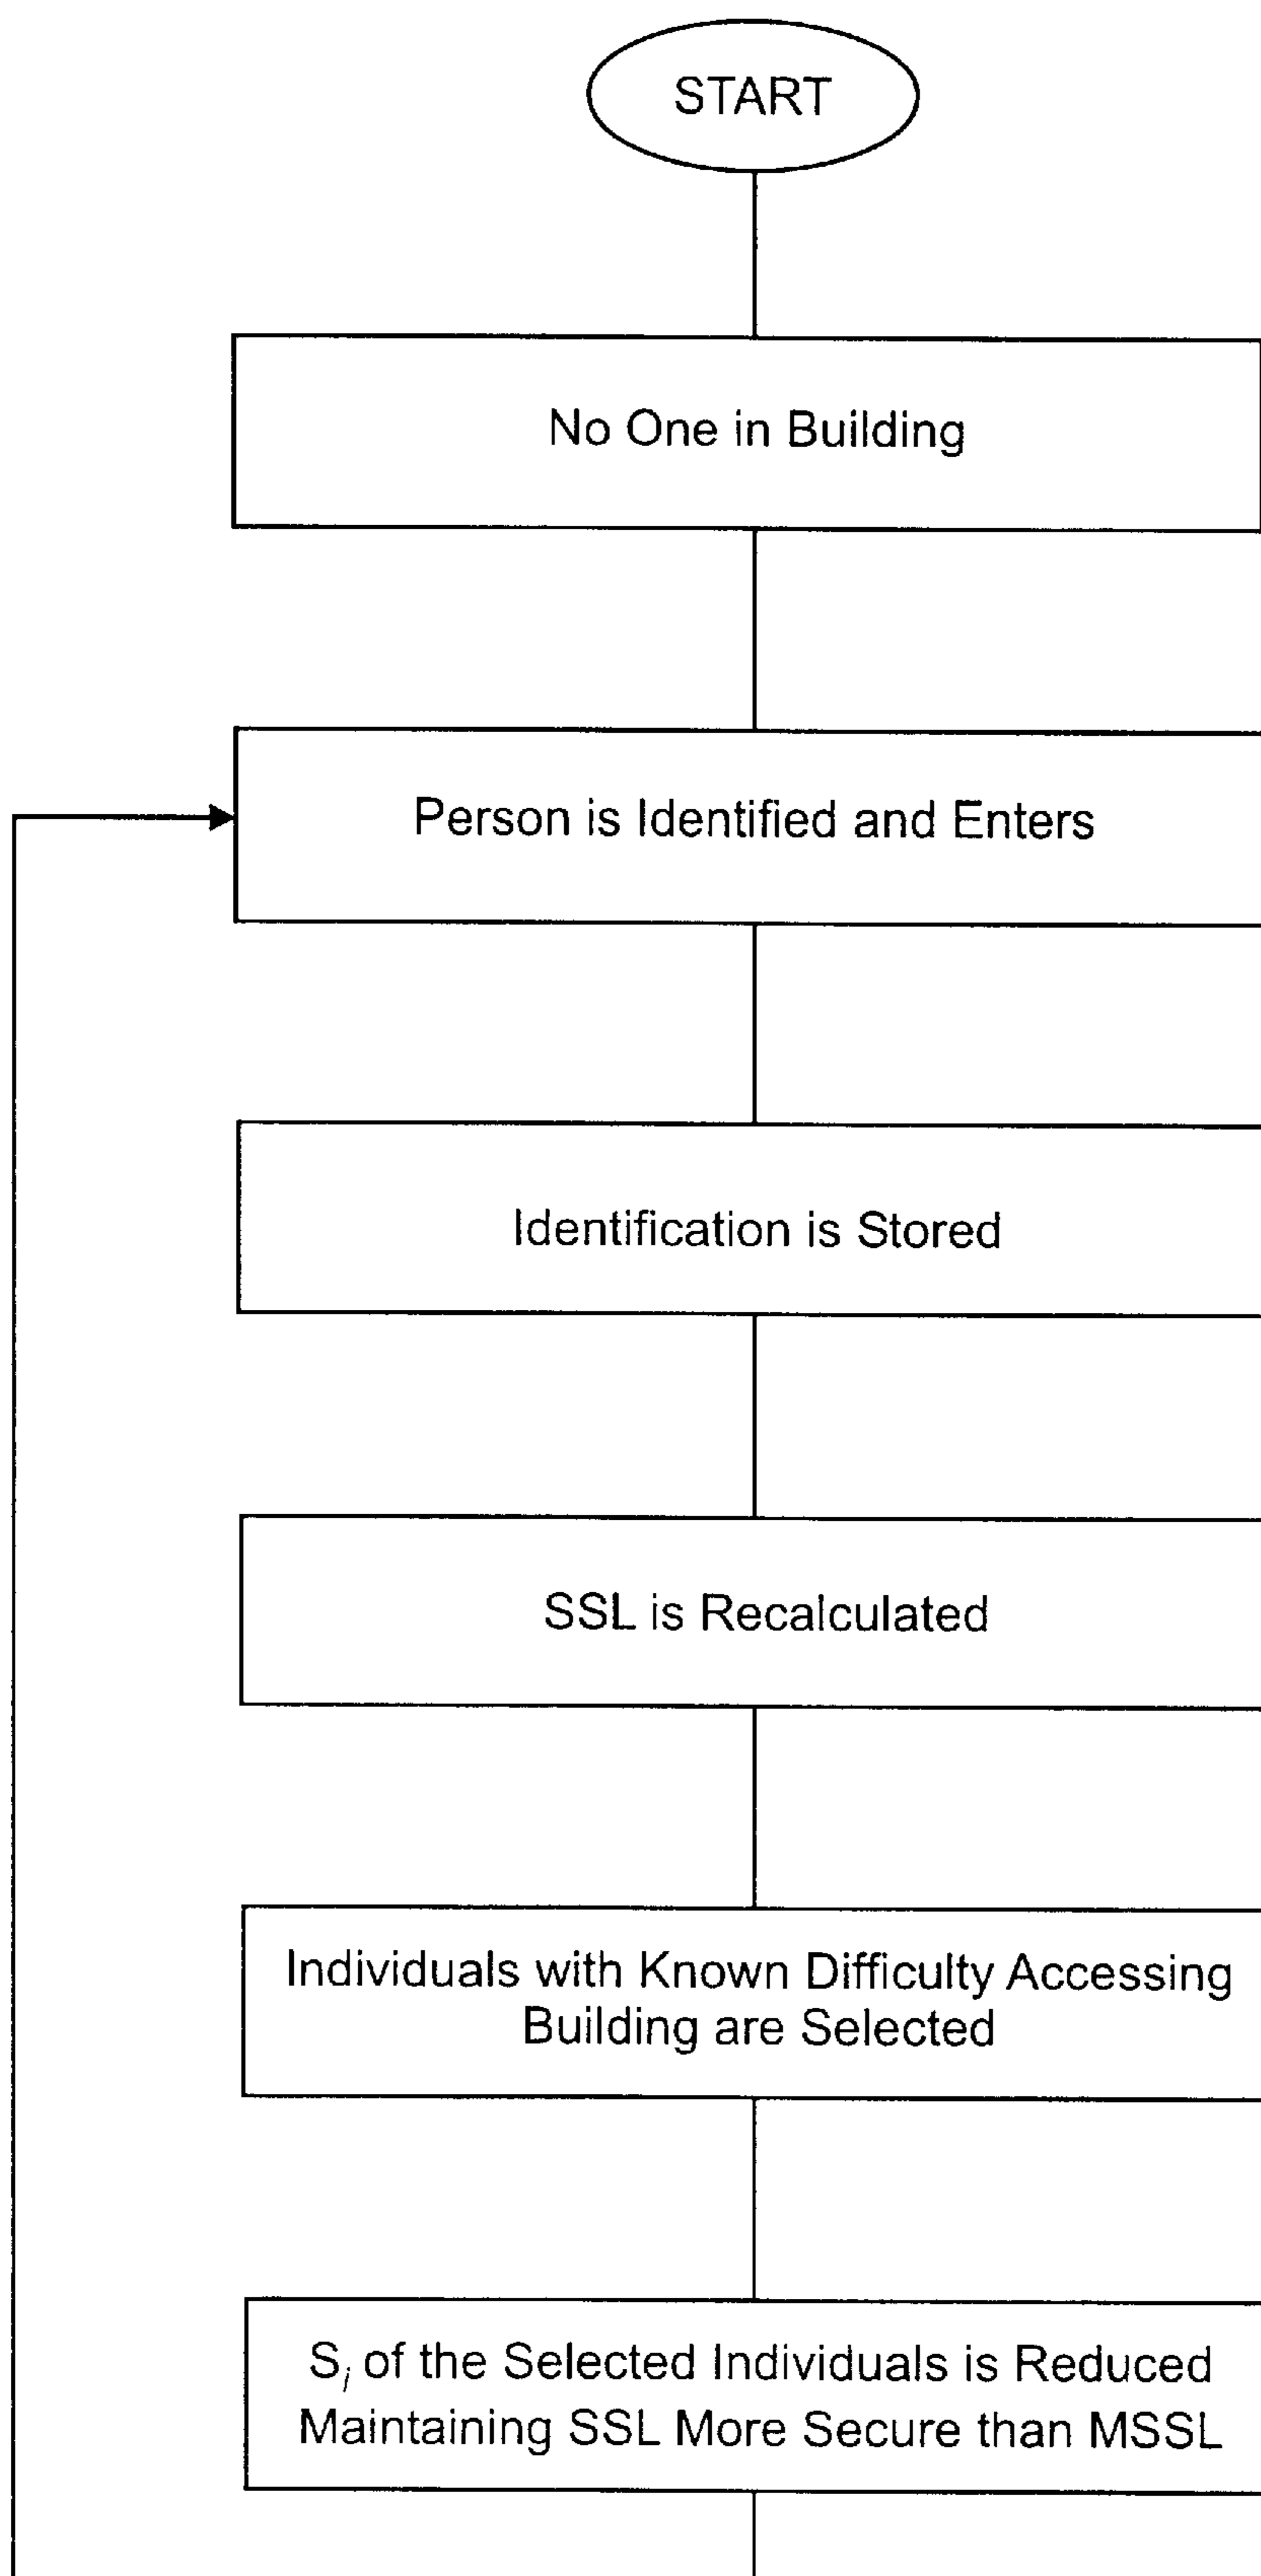 START
No One in Building
Person is Identified and Enters
Identification is Stored
SSL is Recalculated
Individuals with Known Difficulty Accessing
Building are Selected
Si of the Selected Individuals is Reduced
Maintaining SSL More Secure than MSSL